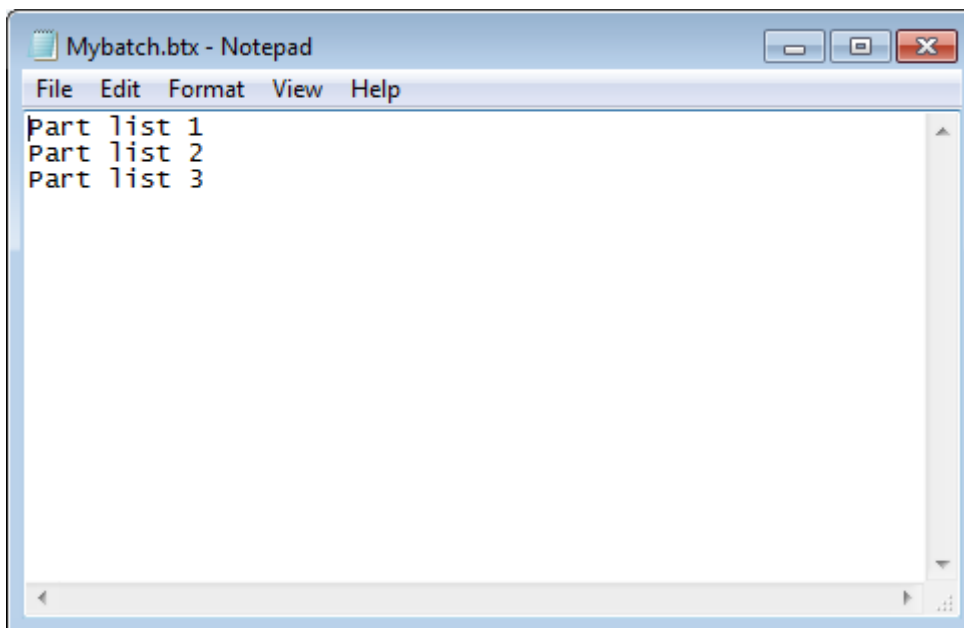 Mybatch.btx - Notepad
File Edit Format View Help
Part list 1
Part list 2
Part list 3